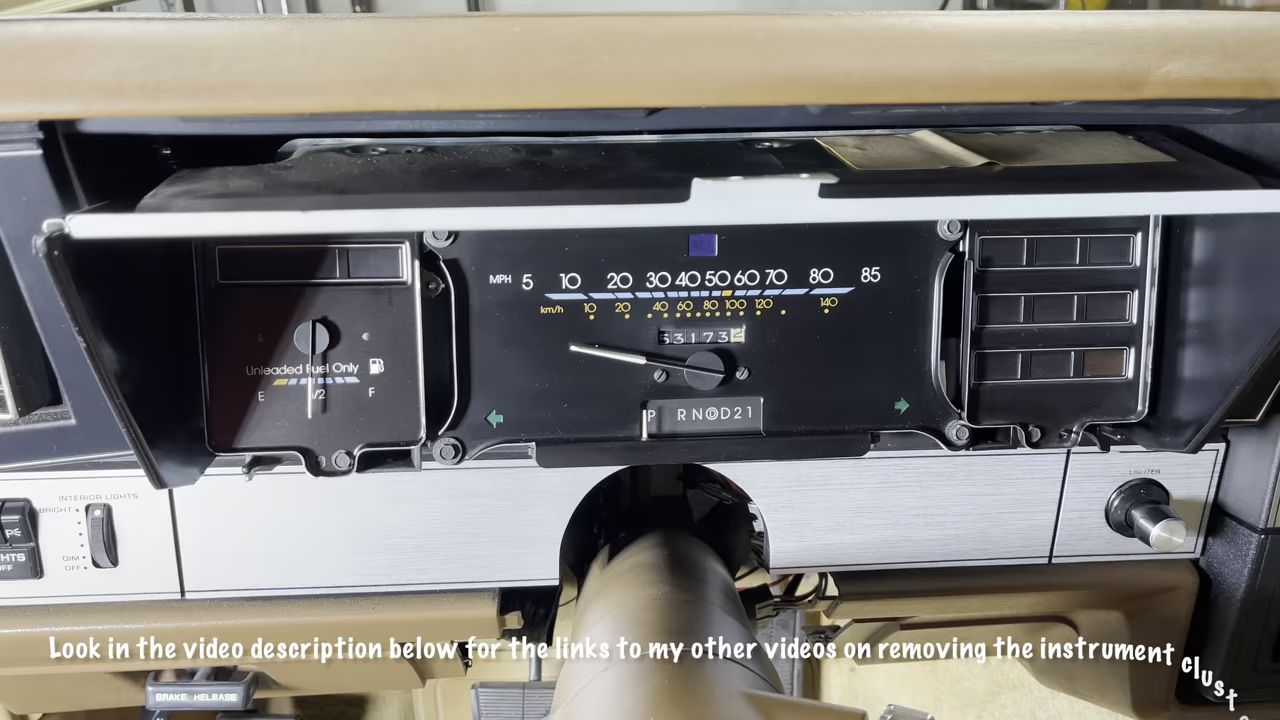 MPH 5 10 20 30 40 50 60 70 80 85
km/h 10 20 40 60 80 100 120 140
53173 2
Unleaded Fuel Only
E 1/2 F
P R N D D 2 1
INTERIOR LIGHTS
BRIGHT
DIM
OFF
LIGHTER
Look in the video description below for the links to my other videos on removing the instrument clust
BRAKE RELEASE